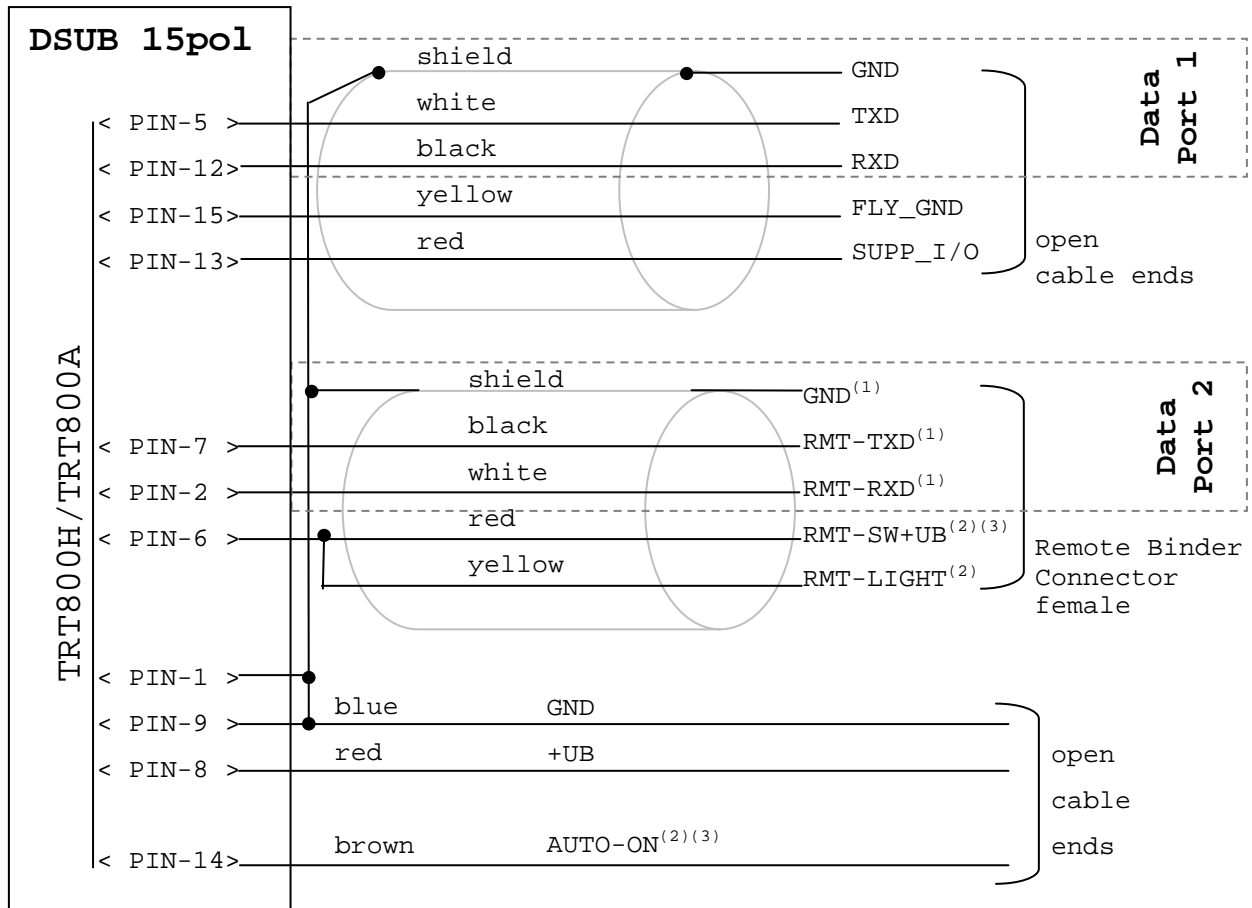 DSUB 15pol
shield
GND
Data
Port 1
< PIN-5 >
white
TXD
< PIN-12>
black
RXD
< PIN-15>
yellow
FLY_GND
< PIN-13>
red
SUPP_I/O
open
cable ends
TRT800H/TRT800A
shield
GND(1)
Data
Port 2
< PIN-7 >
black
RMT-TXD(1)
< PIN-2 >
white
RMT-RXD(1)
< PIN-6 >
red
RMT-SW+UB(2)(3)
yellow
RMT-LIGHT(2)
Remote Binder
Connector
female
< PIN-1 >
< PIN-9 >
blue
GND
< PIN-8 >
red
+UB
< PIN-14>
brown
AUTO-ON(2)(3)
open
cable
ends